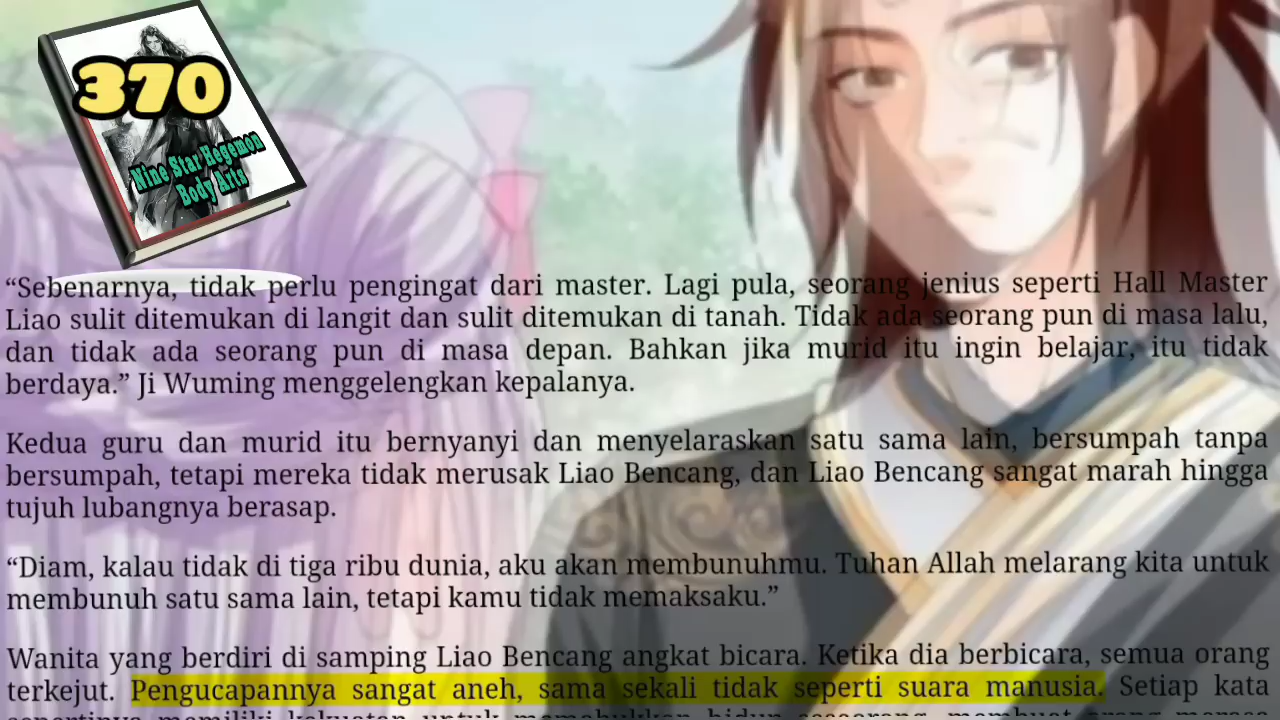 370
Nine Star Hegemon
Body Arts
“Sebenarnya, tidak perlu pengingat dari master. Lagi pula, seorang jenius seperti Hall Master
Liao sulit ditemukan di langit dan sulit ditemukan di tanah. Tidak ada seorang pun di masa lalu,
dan tidak ada seorang pun di masa depan. Bahkan jika murid itu ingin belajar, itu tidak
berdaya.” Ji Wuming menggelengkan kepalanya.
Kedua guru dan murid itu bernyanyi dan menyelaraskan satu sama lain, bersumpah tanpa
bersumpah, tetapi mereka tidak merusak Liao Bencang, dan Liao Bencang sangat marah hingga
tujuh lubangnya berasap.
“Diam, kalau tidak di tiga ribu dunia, aku akan membunuhmu. Tuhan Allah melarang kita untuk
membunuh satu sama lain, tetapi kamu tidak memaksaku.”
Wanita yang berdiri di samping Liao Bencang angkat bicara. Ketika dia berbicara, semua orang
terkejut. Pengucapannya sangat aneh, sama sekali tidak seperti suara manusia. Setiap kata